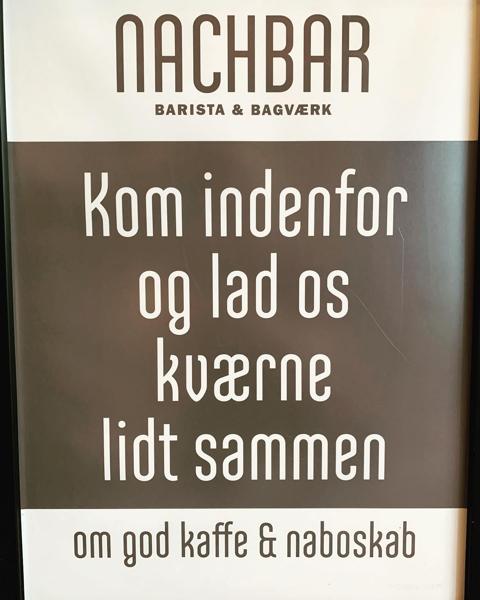 NACHBAR
BARISTA & BAGVÆRK
Kom indenfor
og lad os
kværne
lidt sammen
om god kaffe & naboskab